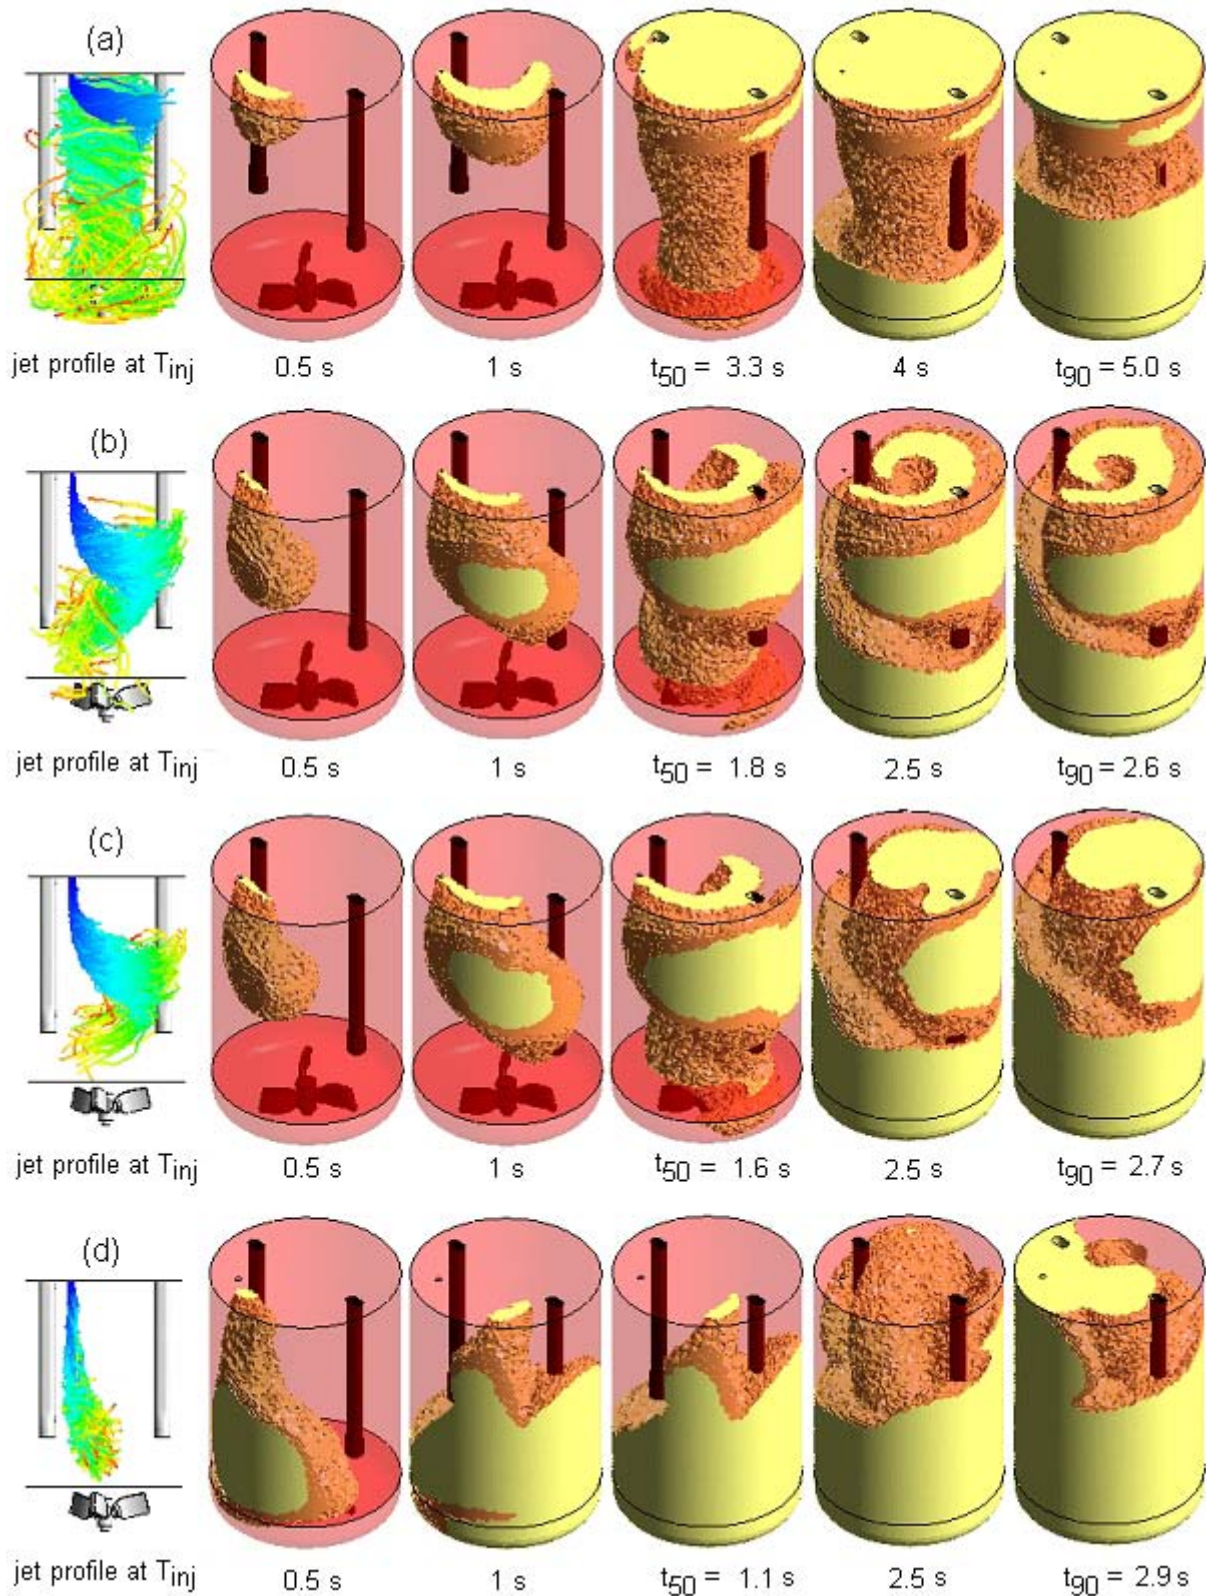 (a)
jet profile at Tinj 0.5 s 1 s t50 = 3.3 s 4 s t90 = 5.0 s
(b)
jet profile at Tinj 0.5 s 1 s t50 = 1.8 s 2.5 s t90 = 2.6 s
(c)
jet profile at Tinj 0.5 s 1 s t50 = 1.6 s 2.5 s t90 = 2.7 s
(d)
jet profile at Tinj 0.5 s 1 s t50 = 1.1 s 2.5 s t90 = 2.9 s